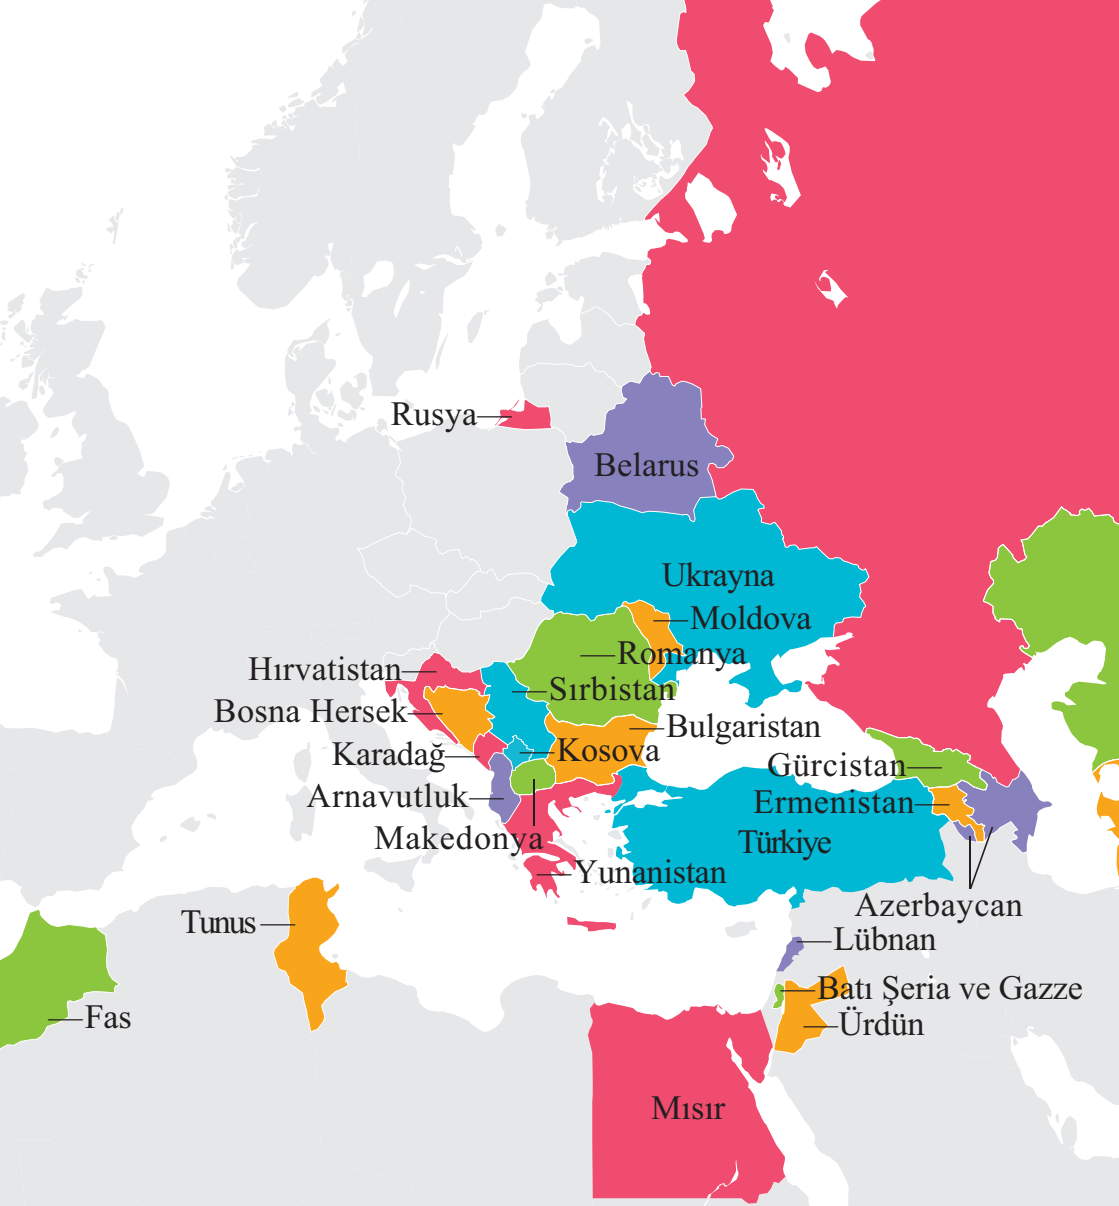 Rusya
Belarus
Ukrayna
Moldova
Romanya
Hırvatistan
Sırbistan
Bosna Hersek
Bulgaristan
Karadağ
Kosova
Gürcistan
Arnavutluk
Ermenistan
Makedonya
Türkiye
Yunanistan
Azerbaycan
Tunus
Lübnan
Batı Şeria ve Gazze
Fas
Ürdün
Mısır